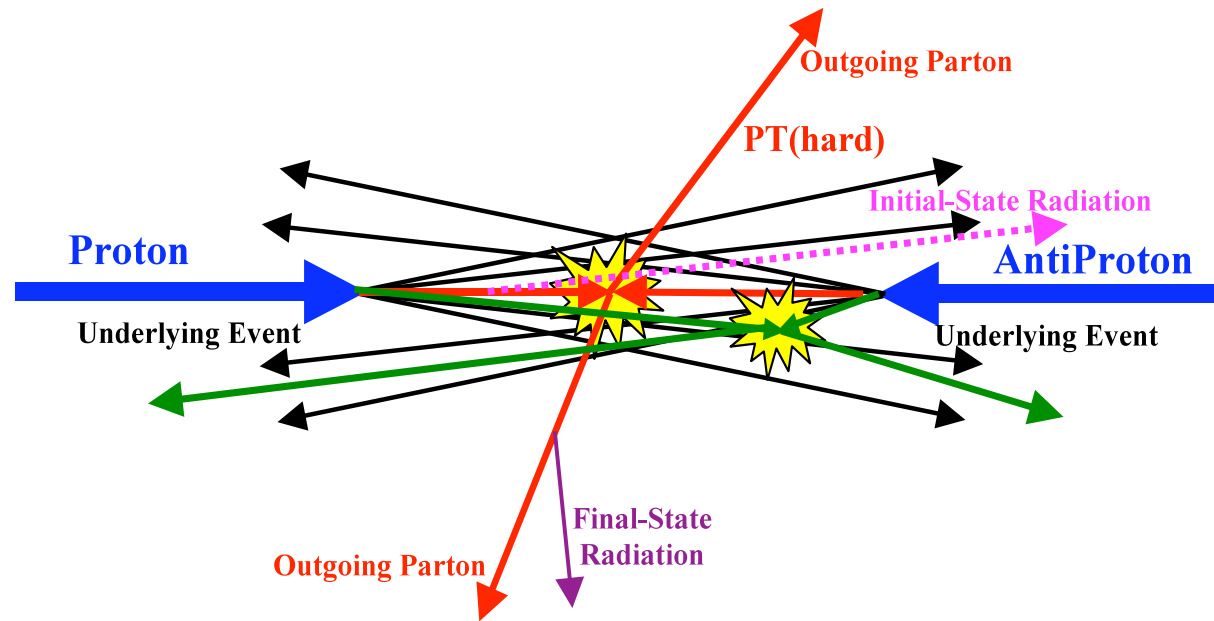 Outgoing Parton
PT(hard)
Initial-State Radiation
Proton
AntiProton
Underlying Event
Underlying Event
Final-State
Radiation
Outgoing Parton